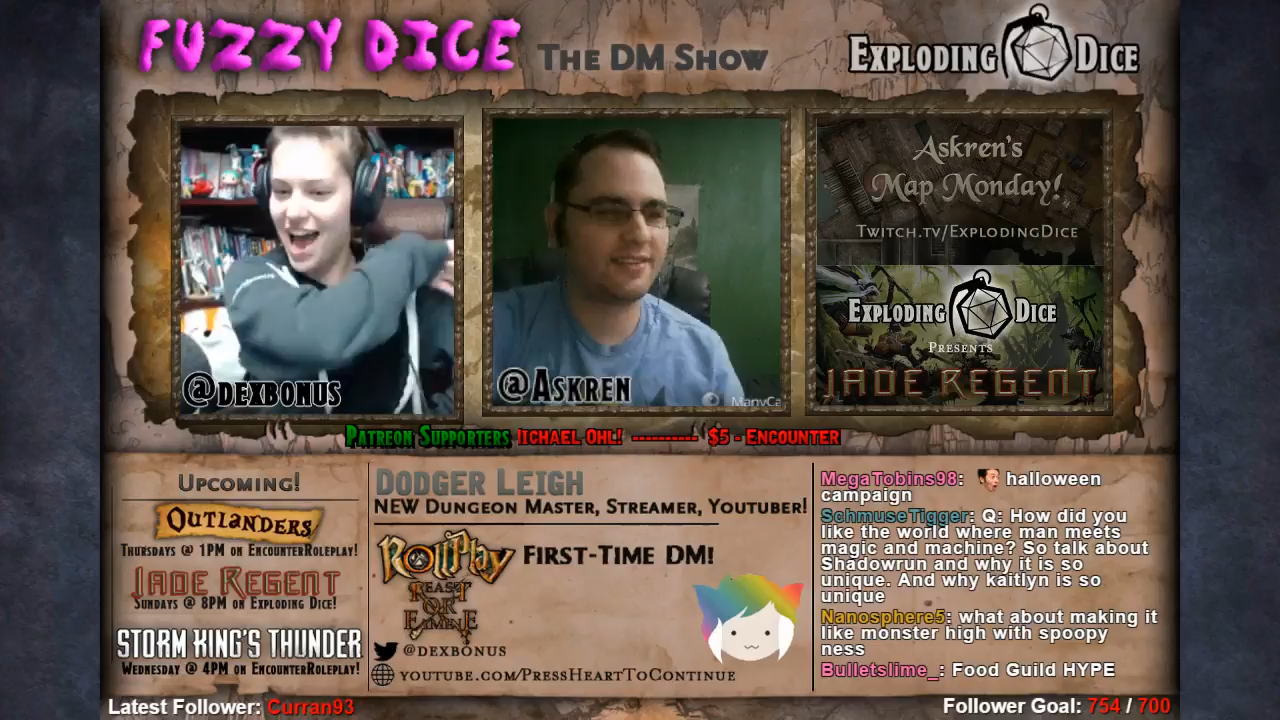 FUZZY DICE
THE DM SHOW
EXPLODING DICE
@DEXBONUS
@ASKREN
ManyCa
ASKREN'S
MAP MONDAY!
TWITCH.TV/EXPLODINGDICE
EXPLODING DICE
PRESENTS
JADE REGENT
PATREON SUPPORTERS ICHAEL OHL! ---------- $5 - ENCOUNTER
UPCOMING!
OUTLANDERS
THURSDAYS @ 1PM ON ENCOUNTERROLEPLAY!
JADE REGENT
SUNDAYS @ 8PM ON EXPLODING DICE!
STORM KING'S THUNDER
WEDNESDAY @ 4PM ON ENCOUNTERROLEPLAY!
DODGER LEIGH
NEW DUNGEON MASTER, STREAMER, YOUTUBER!
ROLLPLAY
FEAST
OR
FAMINE
FIRST-TIME DM!
@DEXBONUS
YOUTUBE.COM/PRESSHEARTTOCONTINUE
MegaTobins98: halloween
campaign
SchmuseTigger: Q: How did you
like the world where man meets
magic and machine? So talk about
Shadowrun and why it is so
unique. And why kaitlyn is so
unique
Nanosphere5: what about making it
like monster high with spoopy
ness
Bulletslime_: Food Guild HYPE
Latest Follower: Curran93
Follower Goal: 754 / 700